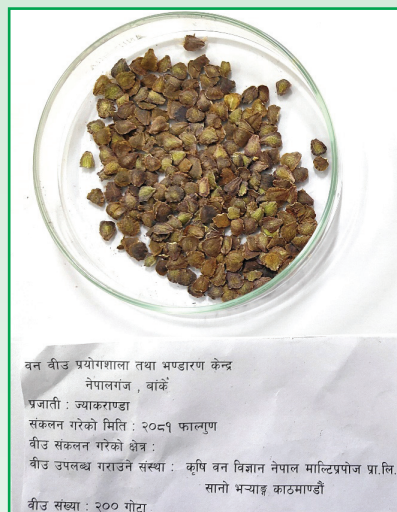 वन वीउ प्रयोगशाला तथा भण्डारण केन्द्र
नेपालगंज , बांकें
प्रजाती : ज्याकराण्डा
संकलन गरेको मिति : २०८१ फाल्गुण
वीउ संकलन गरेको क्षेत्र :
वीउ उपलब्ध गराउने संस्था : कृषि वन विज्ञान नेपाल माल्टिप्रपोज प्रा.लि.
सानो भर्‍याङ्ग काठमाण्डौं
वीउ संख्या : २०० गोटा